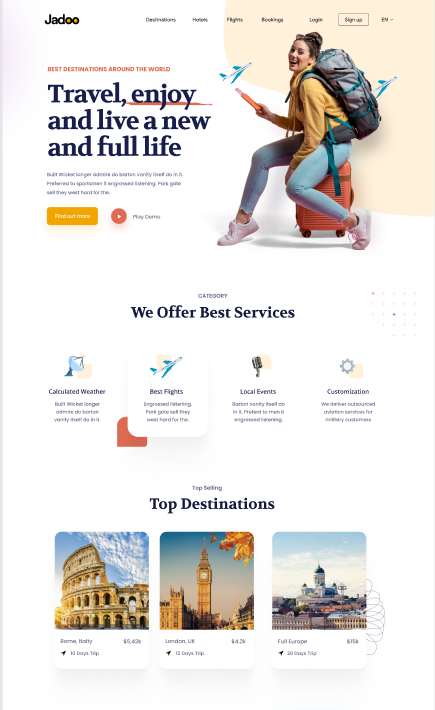 Jadoo
Desitnations
Hotels
Flights
Bookings
Login
Sign up
EN
BEST DESTINATIONS AROUND THE WORLD
Travel, enjoy
and live a new
and full life
Built Wicket longer admire do barton vanity itself do in it.
Preferred to sportsmen it engrossed listening. Park gate
sell they west hard for the.
Find out more
Play Demo
CATEGORY
We Offer Best Services
Calculated Weather
Built Wicket longer
admire do barton
vanity itself do in it.
Best Flights
Engrossed listening.
Park gate sell they
west hard for the.
Local Events
Barton vanity itself do
in it. Preferd to men it
engrossed listening.
Customization
We deliver outsourced
aviation services for
military customers
Top Selling
Top Destinations
Rome, Italty
$5,42k
10 Days Trip
London, UK
$4.2k
12 Days Trip
Full Europe
$15k
28 Days Trip